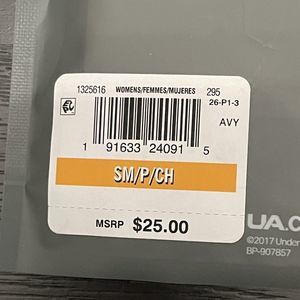 1325616 WOMENS/FEMMES/MUJERES 295
26-P1-3
AVY
1 91633 24091 5
SM/P/CH
MSRP $25.00
UA.c
©2017 Under
BP-907857